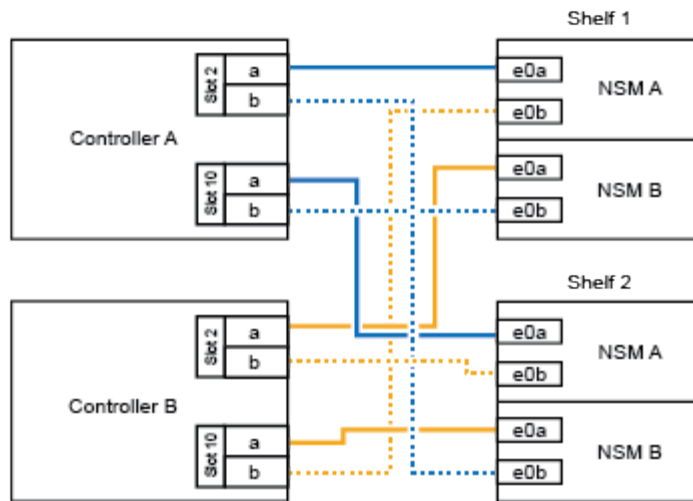 Shelf 1
Slot 2
a
b
Controller A
Slot 10
a
b
e0a
NSM A
e0b
e0a
NSM B
e0b
Shelf 2
Slot 2
a
b
Controller B
Slot 10
a
b
e0a
NSM A
e0b
e0a
NSM B
e0b